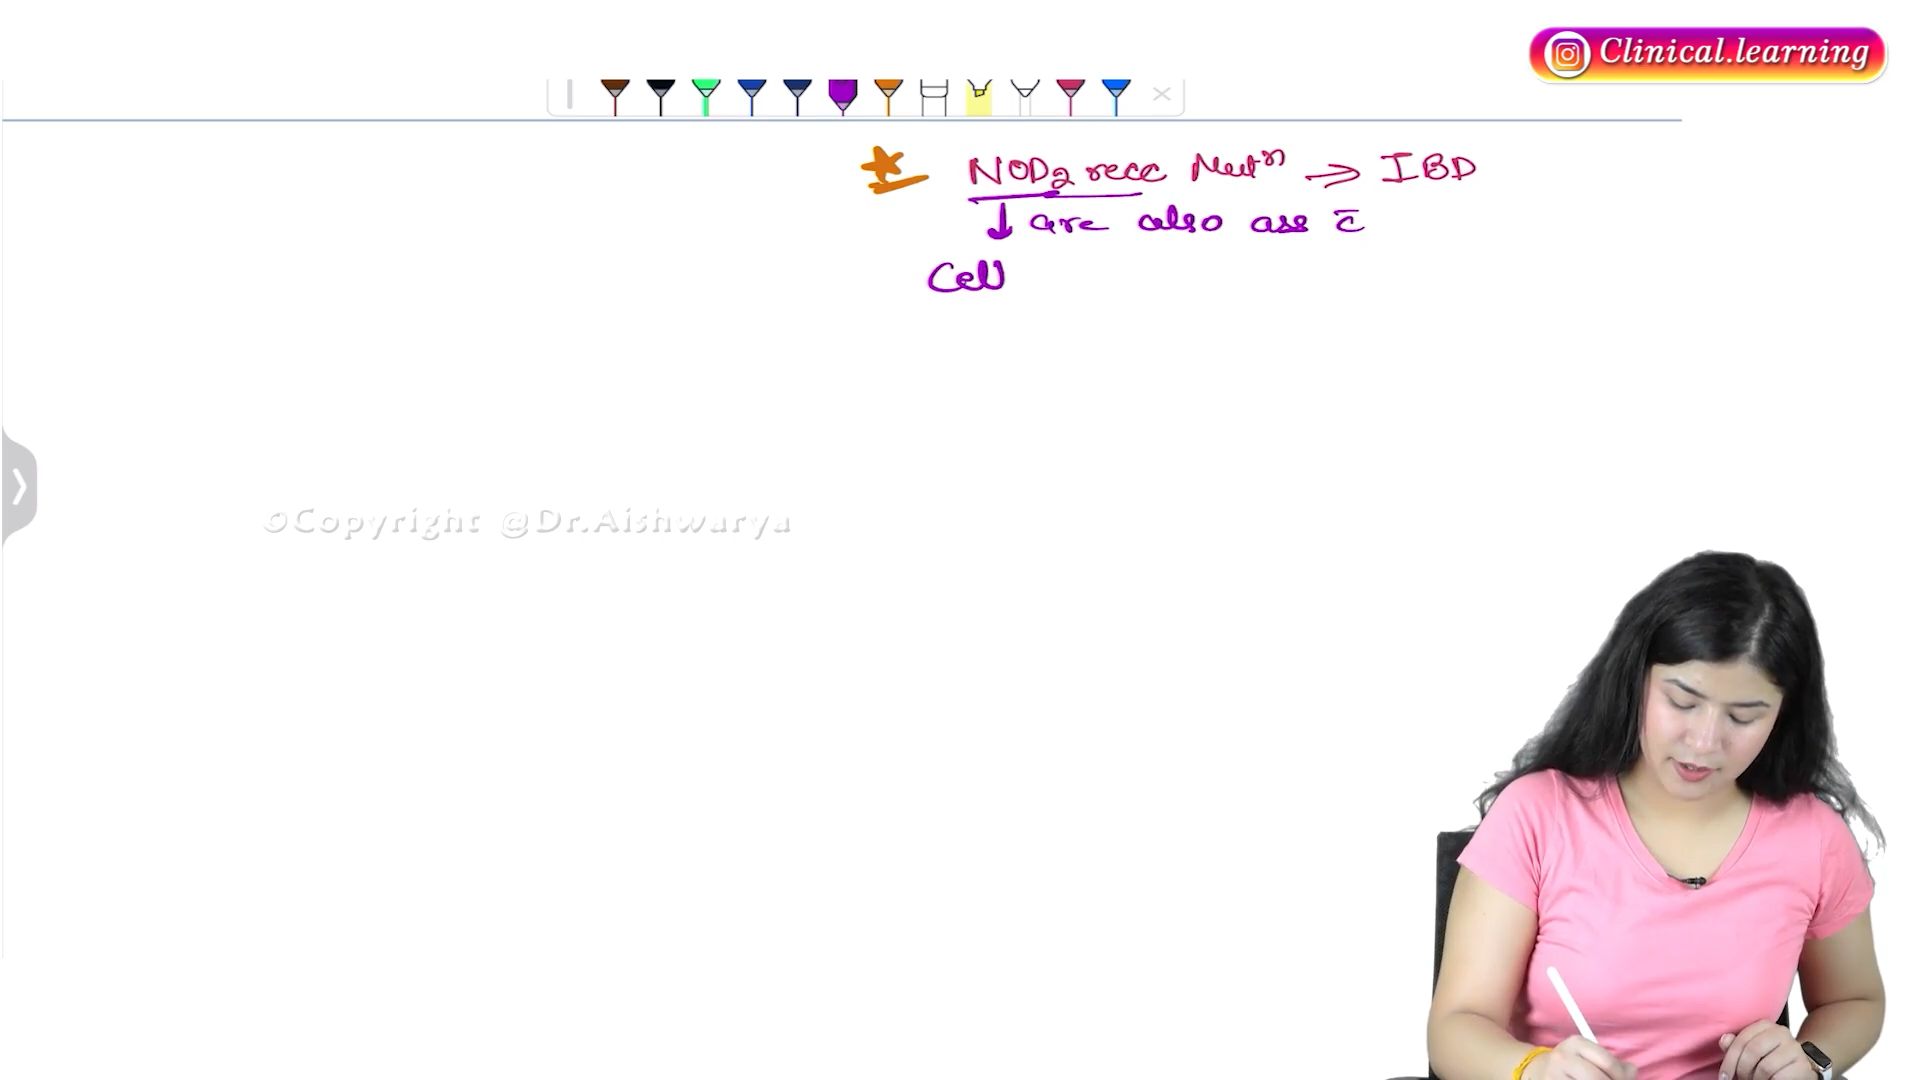 Clinical.learning
NOD2 recc Mutⁿ → IBD
↓ are also ass c̄
Cell
©Copyright @Dr.Aishwarya